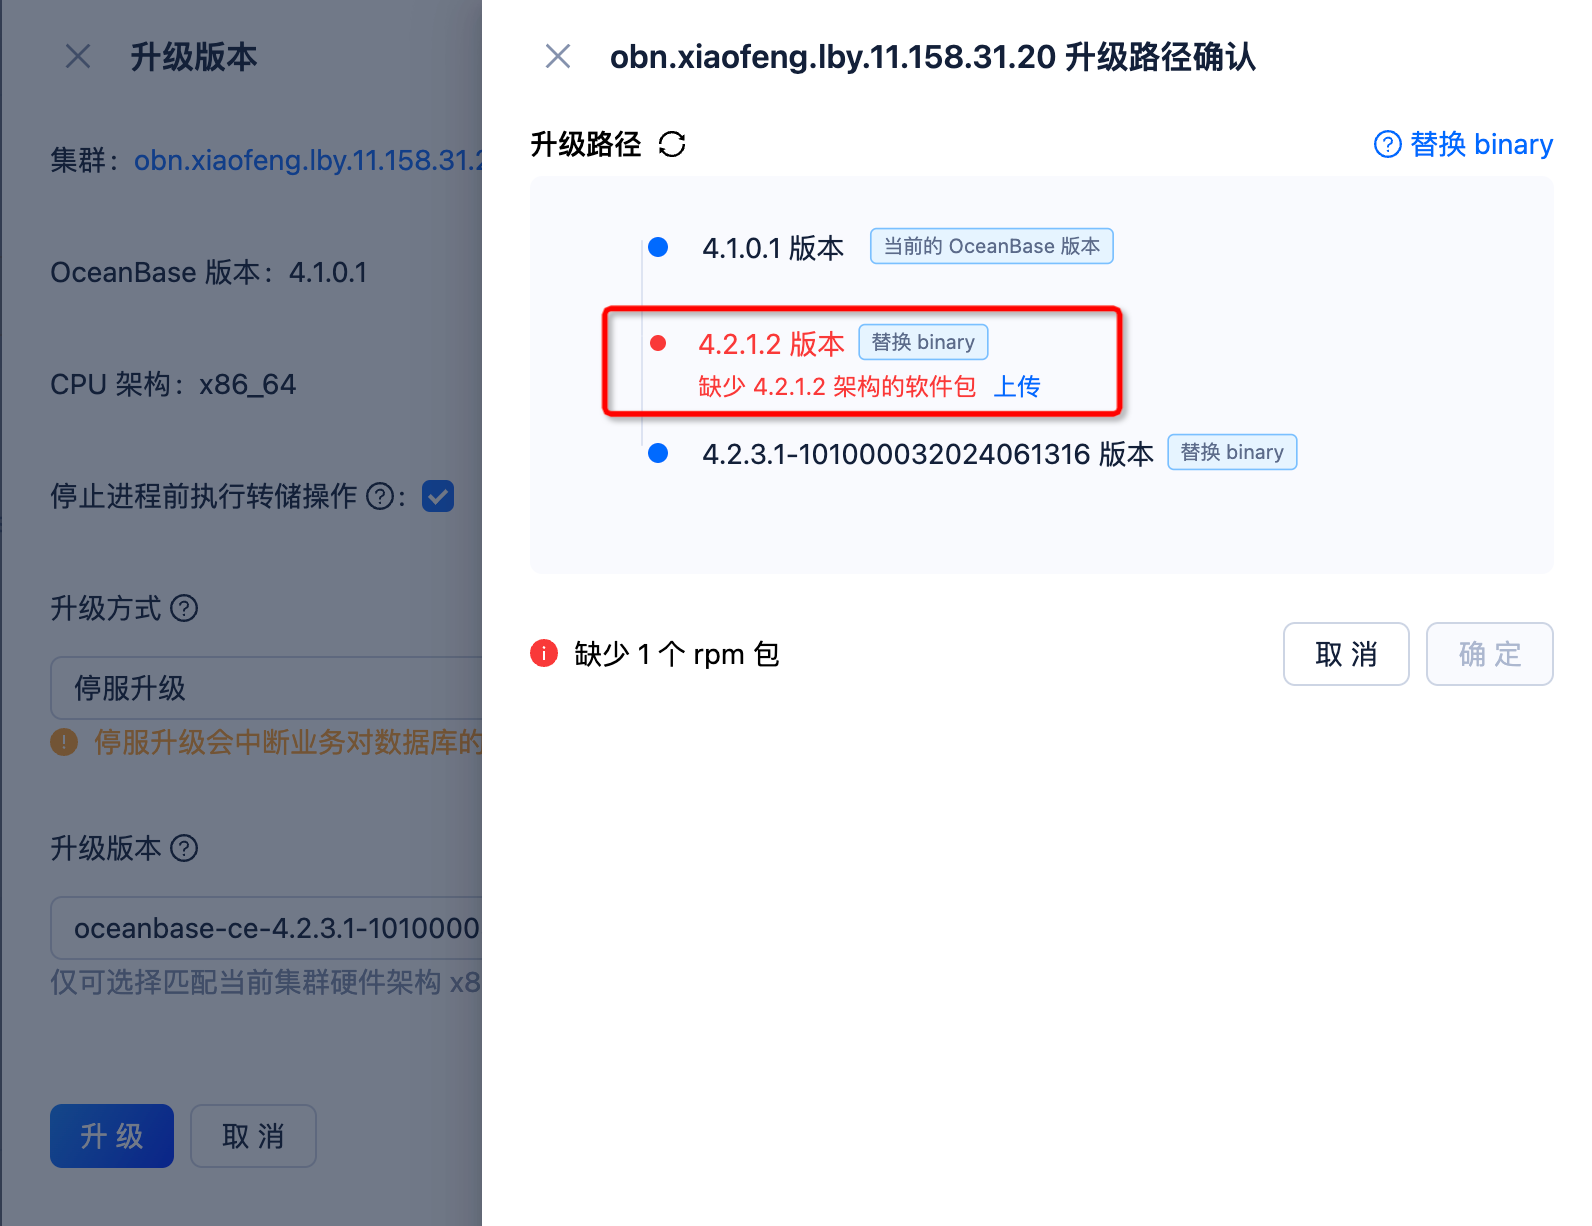 升级版本
集群：obn.xiaofeng.lby.11.158.31.2
OceanBase 版本：4.1.0.1
CPU 架构：x86_64
停止进程前执行转储操作 ?：
升级方式 ?
停服升级
! 停服升级会中断业务对数据库的
升级版本 ?
oceanbase-ce-4.2.3.1-1010000
仅可选择匹配当前集群硬件架构 x8
升 级
取 消
obn.xiaofeng.lby.11.158.31.20 升级路径确认
升级路径
? 替换 binary
4.1.0.1 版本 当前的 OceanBase 版本
4.2.1.2 版本 替换 binary
缺少 4.2.1.2 架构的软件包 上传
4.2.3.1-101000032024061316 版本 替换 binary
缺少 1 个 rpm 包
取 消
确 定